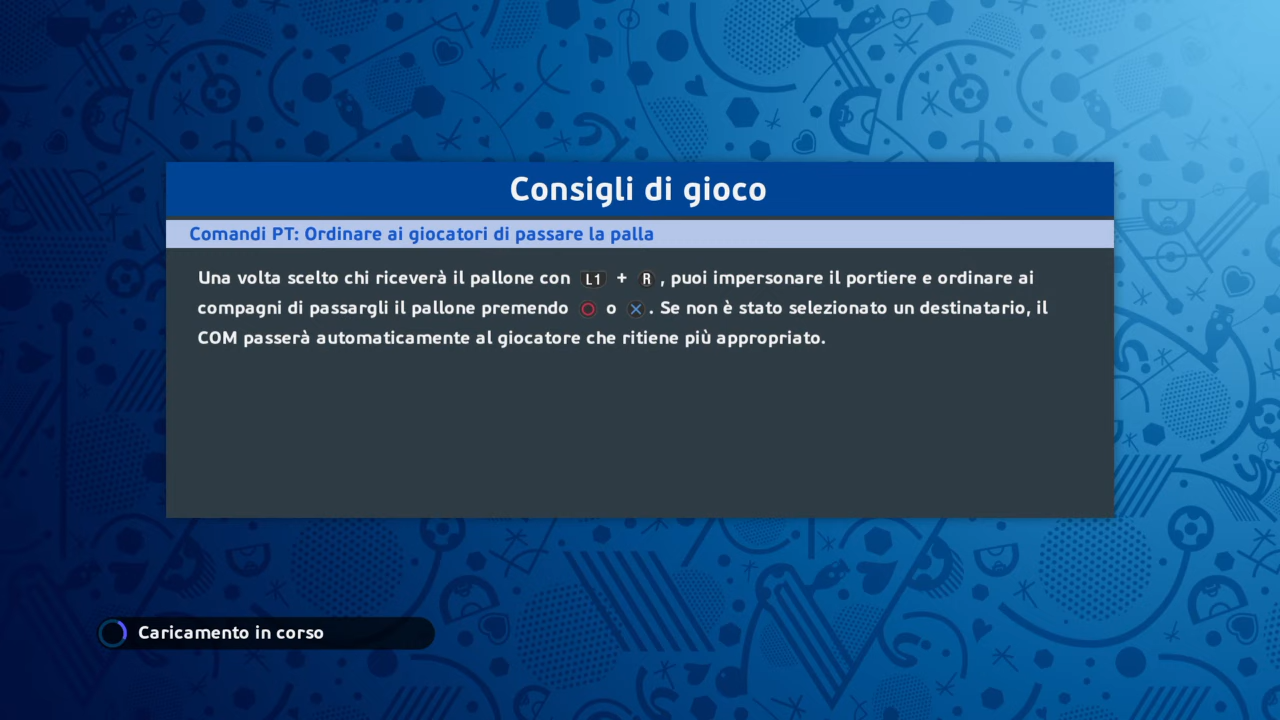 Consigli di gioco
Comandi PT: Ordinare ai giocatori di passare la palla
Una volta scelto chi riceverà il pallone con L1 + R , puoi impersonare il portiere e ordinare ai
compagni di passargli il pallone premendo ○ o ✕ . Se non è stato selezionato un destinatario, il
COM passerà automaticamente al giocatore che ritiene più appropriato.
Caricamento in corso